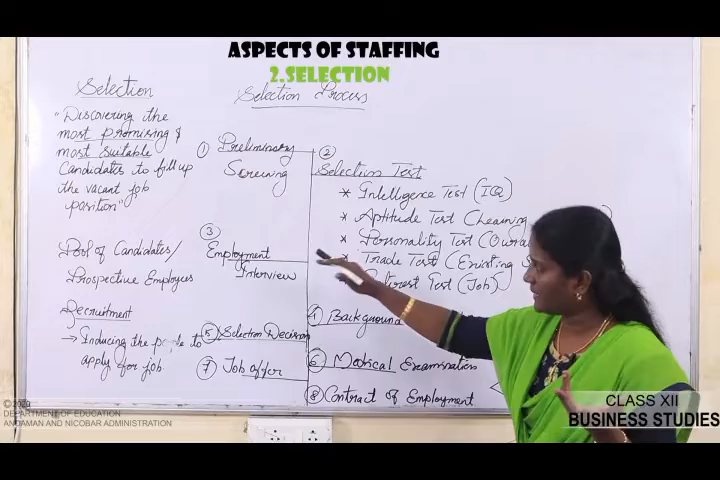 ASPECTS OF STAFFING
2.SELECTION
Selection
"Discovering the
most promising &
most suitable
candidates to fill up
the vacant job
position"
Pool of Candidates/
Prospective Employees
Recruitment
→ Inducing the people to
apply for job
Selection Process
① Preliminary
Screening
②
Selection Test
* Intelligence Test (IQ)
* Aptitude Test (Learning
* Personality Test (Overa
* Trade Test (Existing S
Interest Test (Job)
③
Employment
Interview
④ Background
⑤ Selection Decision
⑥ Medical Examination
⑦ Job offer
⑧ Contract of Employment
DEPARTMENT OF EDUCATION
ANDAMAN AND NICOBAR ADMINISTRATION
CLASS XII
BUSINESS STUDIES